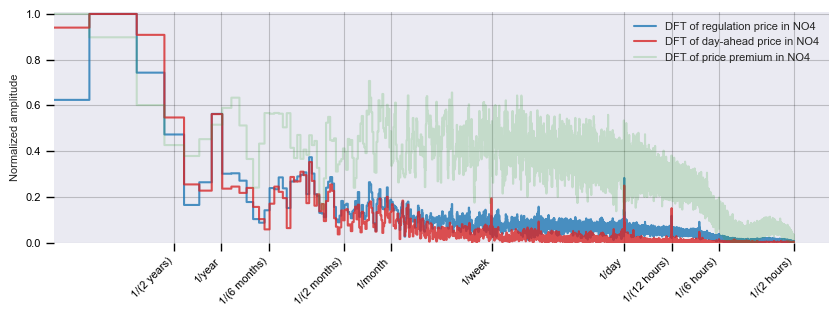 1.0
0.8
0.6
0.4
0.2
0.0
Normalized amplitude
DFT of regulation price in NO4
DFT of day-ahead price in NO4
DFT of price premium in NO4
1/(2 years)
1/year
1/(6 months)
1/(2 months)
1/month
1/week
1/day
1/(12 hours)
1/(6 hours)
1/(2 hours)